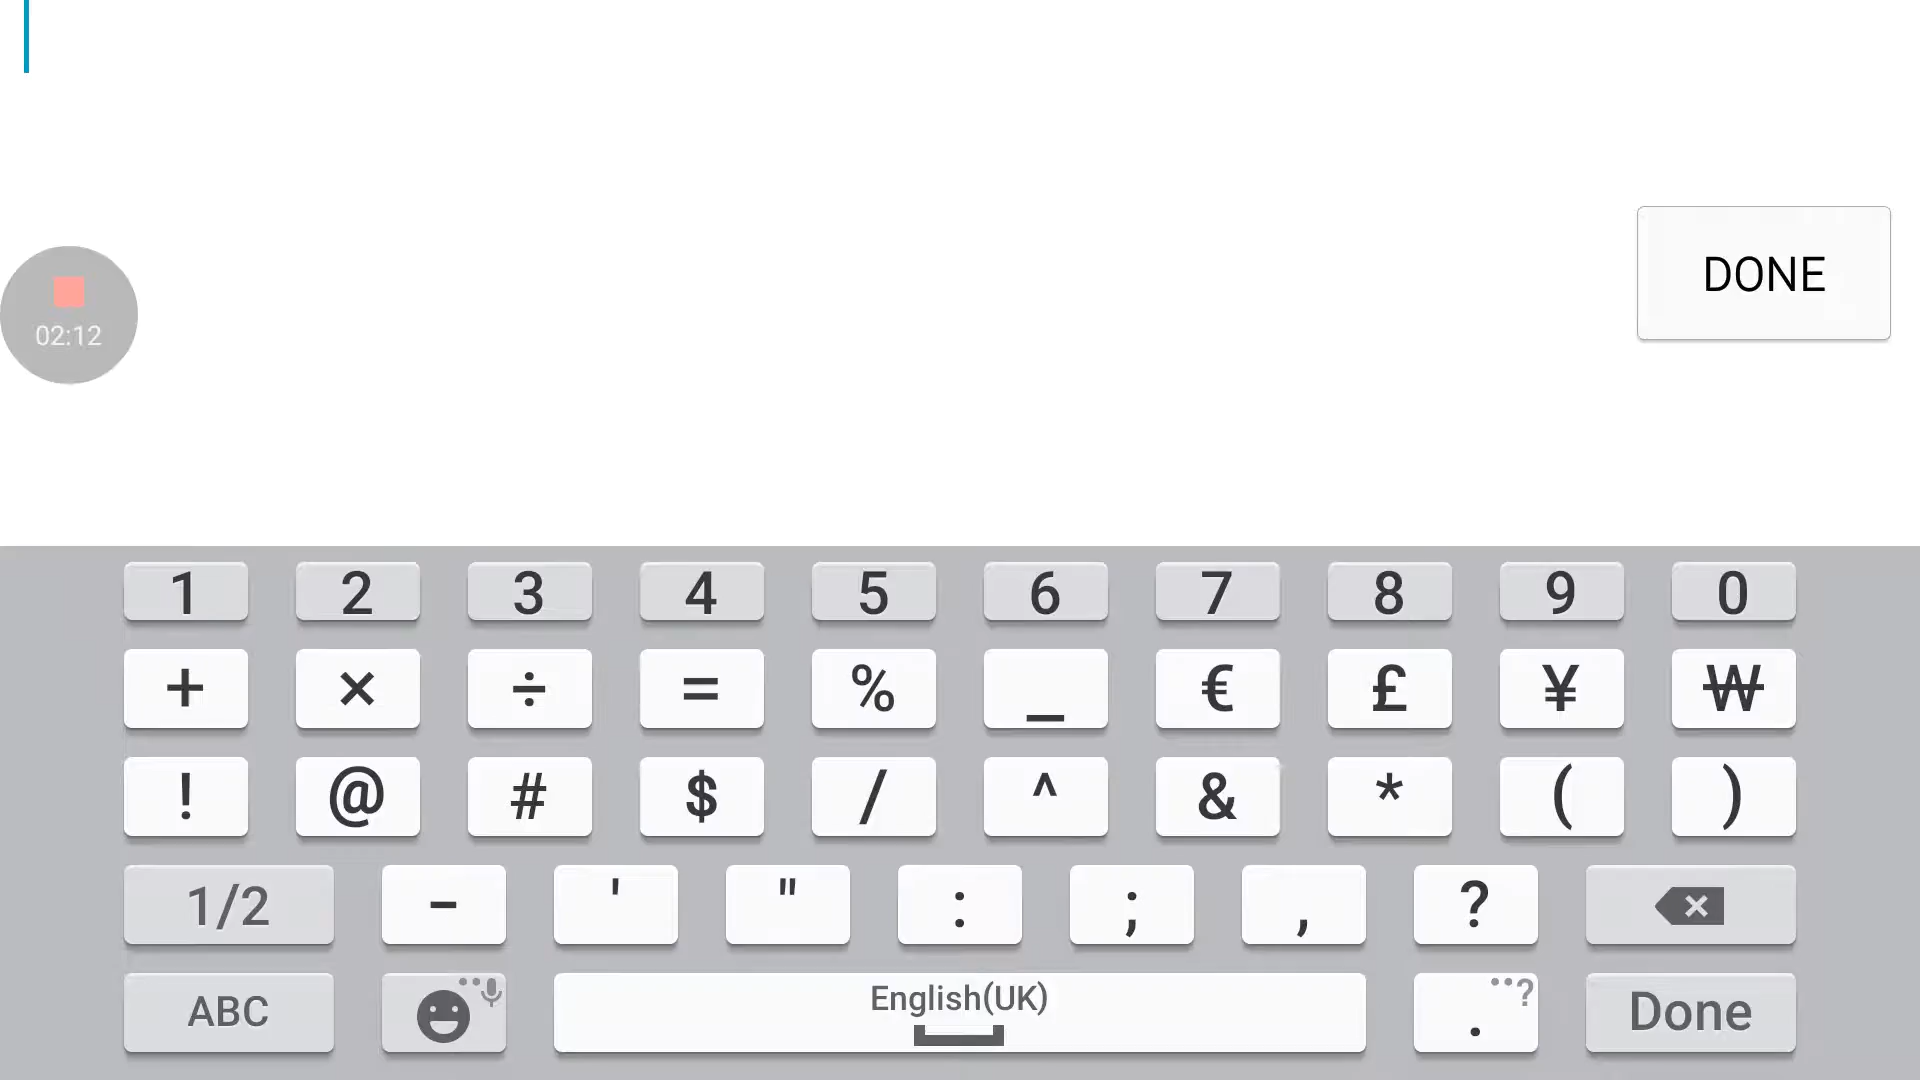 DONE
02:12
1 2 3 4 5 6 7 8 9 0
+ × ÷ = % _ € £ ¥ ₩
! @ # $ / ^ & * ( )
1/2 - ' " : ; , ?
ABC English(UK) . ? Done